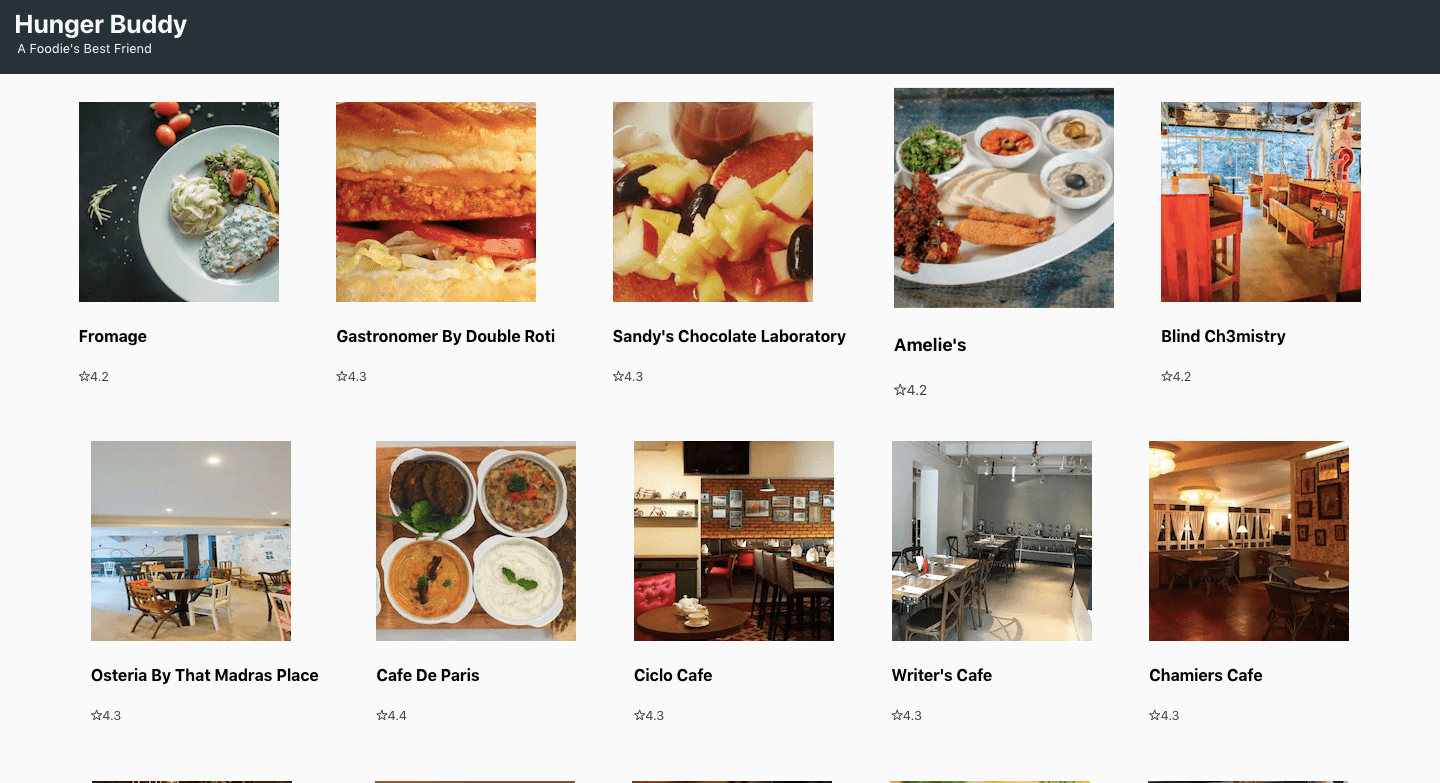 Hunger Buddy
A Foodie's Best Friend
Fromage
Gastronomer By Double Roti
Sandy's Chocolate Laboratory
Amelie's
Blind Ch3mistry
☆4.2
☆4.3
☆4.3
☆4.2
☆4.2
Osteria By That Madras Place
Cafe De Paris
Ciclo Cafe
Writer's Cafe
Chamiers Cafe
☆4.3
☆4.4
☆4.3
☆4.3
☆4.3